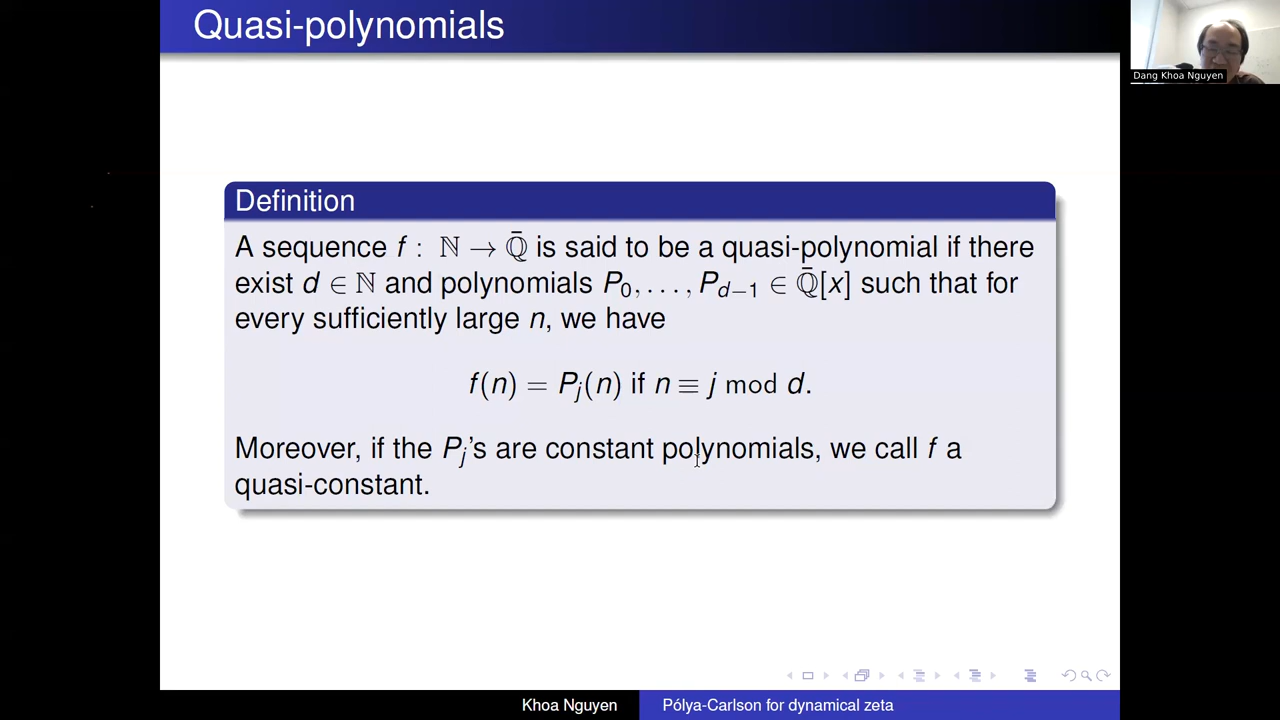 Quasi-polynomials
Dang Khoa Nguyen
Definition
A sequence f : ℕ → ℚ̄ is said to be a quasi-polynomial if there
exist d ∈ ℕ and polynomials P₀, . . . , P_{d−1} ∈ ℚ̄[x] such that for
every sufficiently large n, we have
f(n) = P_j(n) if n ≡ j mod d.
Moreover, if the P_j's are constant polynomials, we call f a
quasi-constant.
Khoa Nguyen
Pólya-Carlson for dynamical zeta